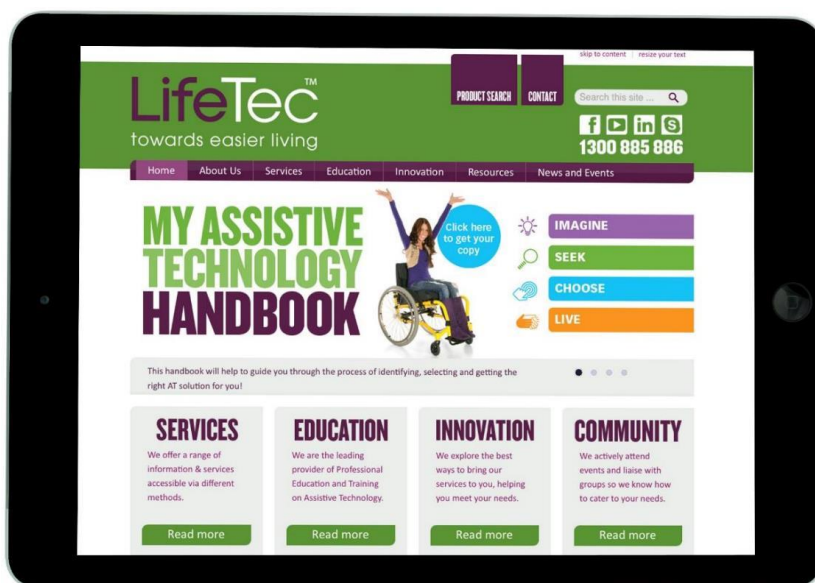 skip to content | resize your text
LifeTec™
towards easier living
PRODUCT SEARCH
CONTACT
Search this site ...
1300 885 886
Home About Us Services Education Innovation Resources News and Events
MY ASSISTIVE
TECHNOLOGY
HANDBOOK
Click here
to get your
copy
IMAGINE
SEEK
CHOOSE
LIVE
This handbook will help to guide you through the process of identifying, selecting and getting the
right AT solution for you!
SERVICES
We offer a range of
information & services
accessible via different
methods.
Read more
EDUCATION
We are the leading
provider of Professional
Education and Training
on Assistive Technology.
Read more
INNOVATION
We explore the best
ways to bring our
services to you, helping
you meet your needs.
Read more
COMMUNITY
We actively attend
events and liaise with
groups so we know how
to cater to your needs.
Read more